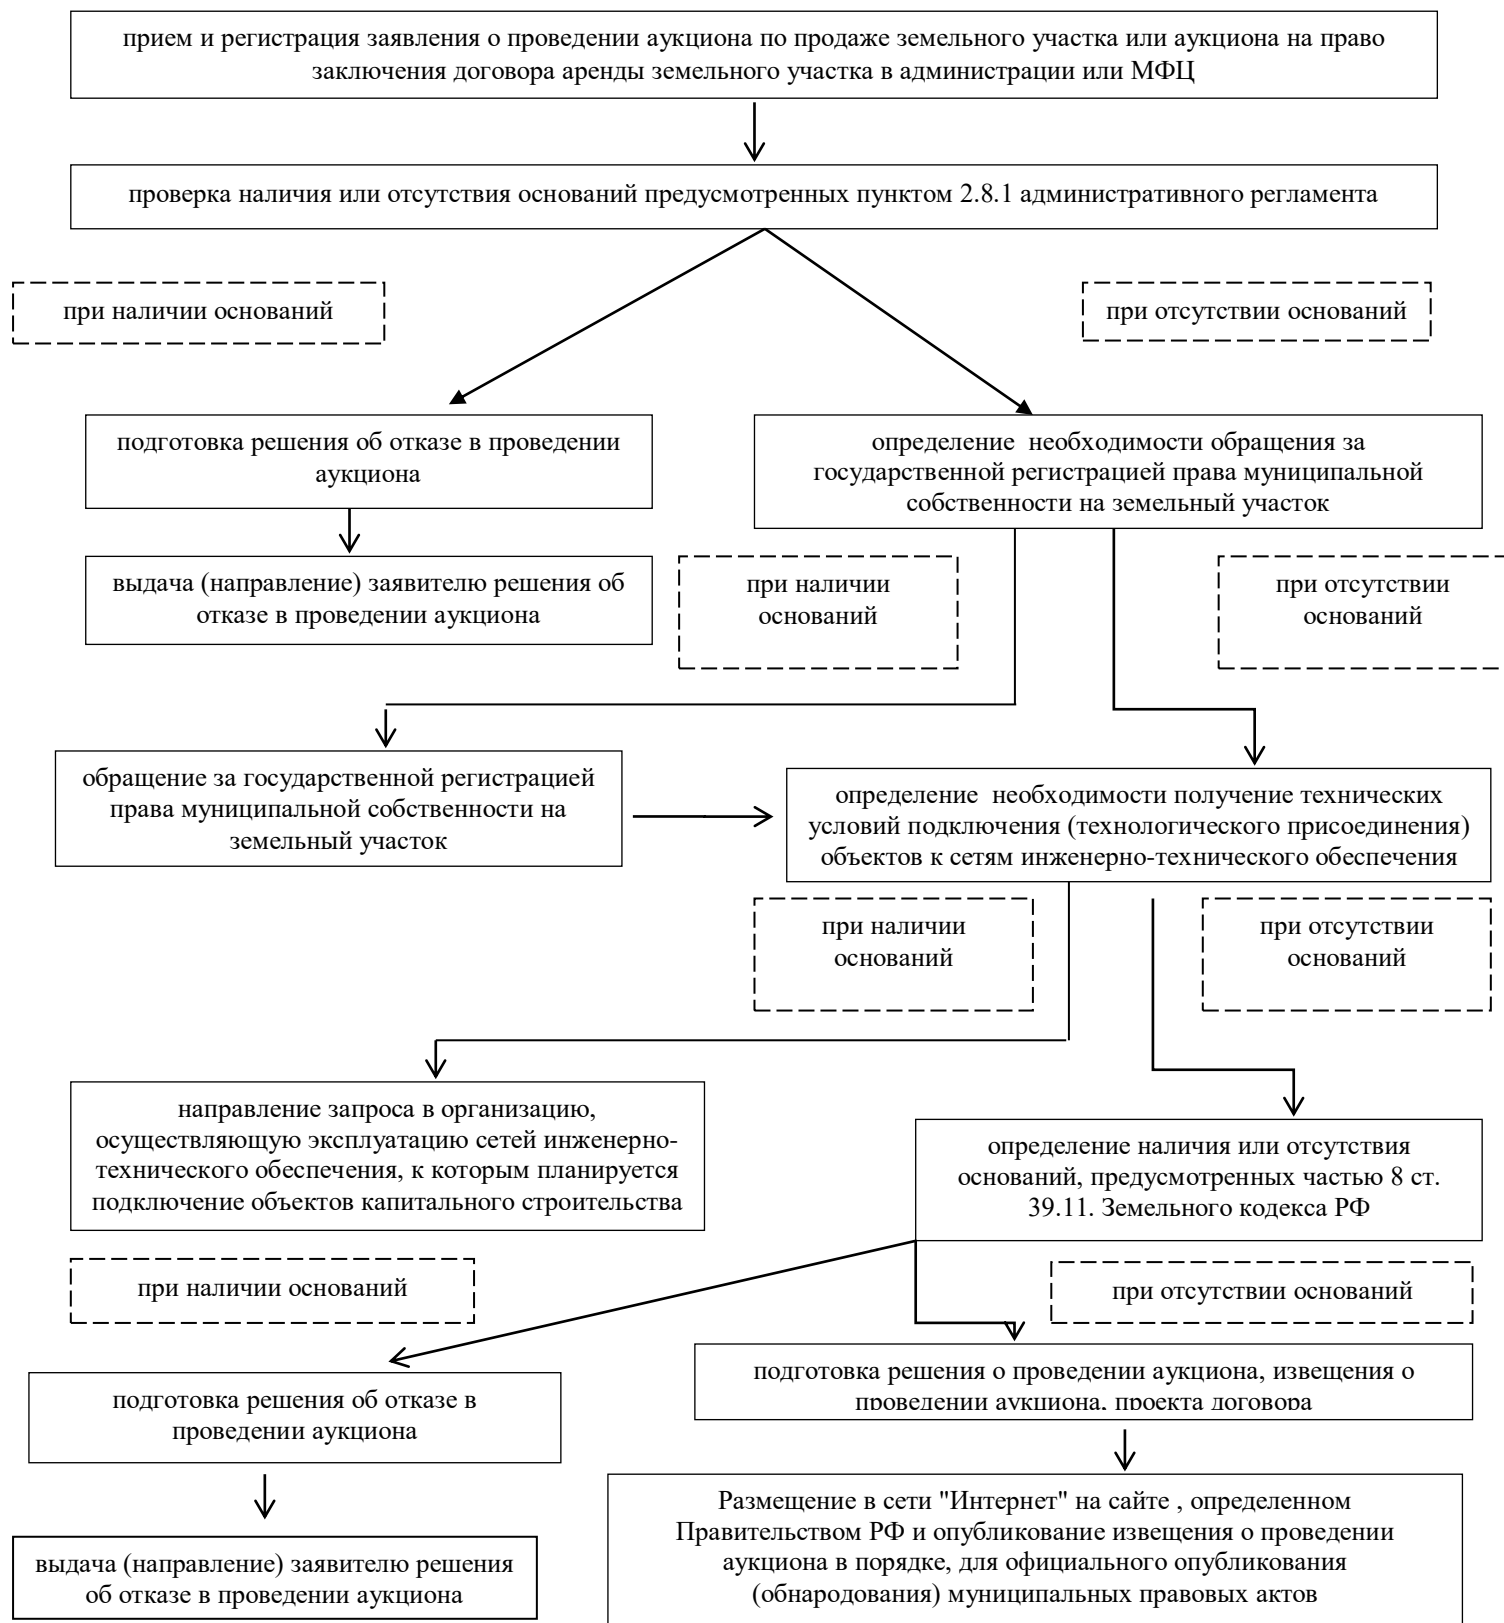 прием и регистрация заявления о проведении аукциона по продаже земельного участка или аукциона на право
заключения договора аренды земельного участка в администрации или МФЦ
проверка наличия или отсутствия оснований предусмотренных пунктом 2.8.1 административного регламента
при наличии оснований
при отсутствии оснований
подготовка решения об отказе в проведении
аукциона
определение  необходимости обращения за
государственной регистрацией права муниципальной
собственности на земельный участок
выдача (направление) заявителю решения об
отказе в проведении аукциона
при наличии
оснований
при отсутствии
оснований
обращение за государственной регистрацией
права муниципальной собственности на
земельный участок
определение  необходимости получение технических
условий подключения (технологического присоединения)
объектов к сетям инженерно-технического обеспечения
при наличии
оснований
при отсутствии
оснований
направление запроса в организацию,
осуществляющую эксплуатацию сетей инженерно-
технического обеспечения, к которым планируется
подключение объектов капитального строительства
определение наличия или отсутствия
оснований, предусмотренных частью 8 ст.
39.11. Земельного кодекса РФ
при наличии оснований
при отсутствии оснований
подготовка решения о проведении аукциона, извещения о
проведении аукциона, проекта договора
подготовка решения об отказе в
проведении аукциона
Размещение в сети "Интернет" на сайте , определенном
Правительством РФ и опубликование извещения о проведении
аукциона в порядке, для официального опубликования
(обнародования) муниципальных правовых актов
выдача (направление) заявителю решения
об отказе в проведении аукциона